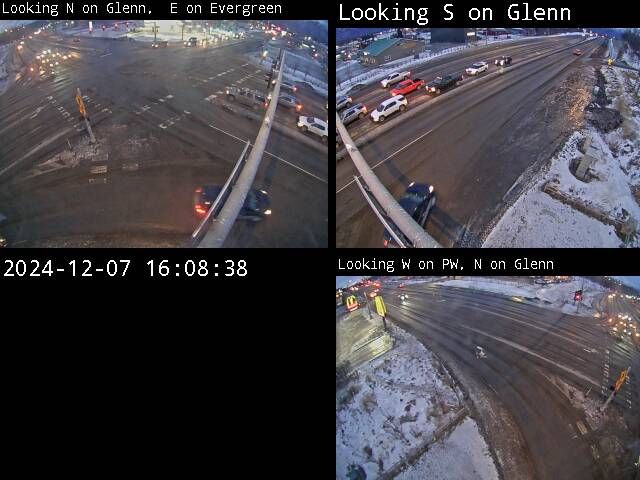 Looking N on Glenn, E on Evergreen
Looking S on Glenn
2024-12-07 16:08:38
Looking W on PW, N on Glenn